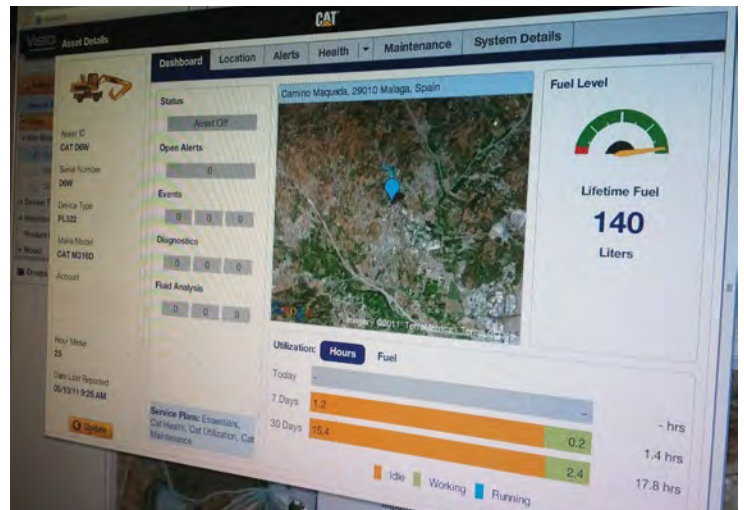 CAT
Asset Details
Dashboard
Location
Alerts
Health
Maintenance
System Details
Asset ID
CAT D6W
Serial Number
D6W
Device Type
PL522
Make/Model
CAT M316D
Account
Hour Meter
25
Date Last Reported
05/13/11 9:25 AM
Update
Status
Asset Off
Open Alerts
0
Events
0 0 0
Diagnostics
0 0 0
Fluid Analysis
0 0 0
Service Plans: Essentials,
Cat Health, Cat Utilization, Cat
Maintenance
Camino Maqueda, 29010 Malaga, Spain
Fuel Level
Lifetime Fuel
140
Liters
Utilization: Hours Fuel
Today - - - hrs
7 Days 1.2 0.2 1.4 hrs
30 Days 15.4 2.4 17.8 hrs
Idle Working Running